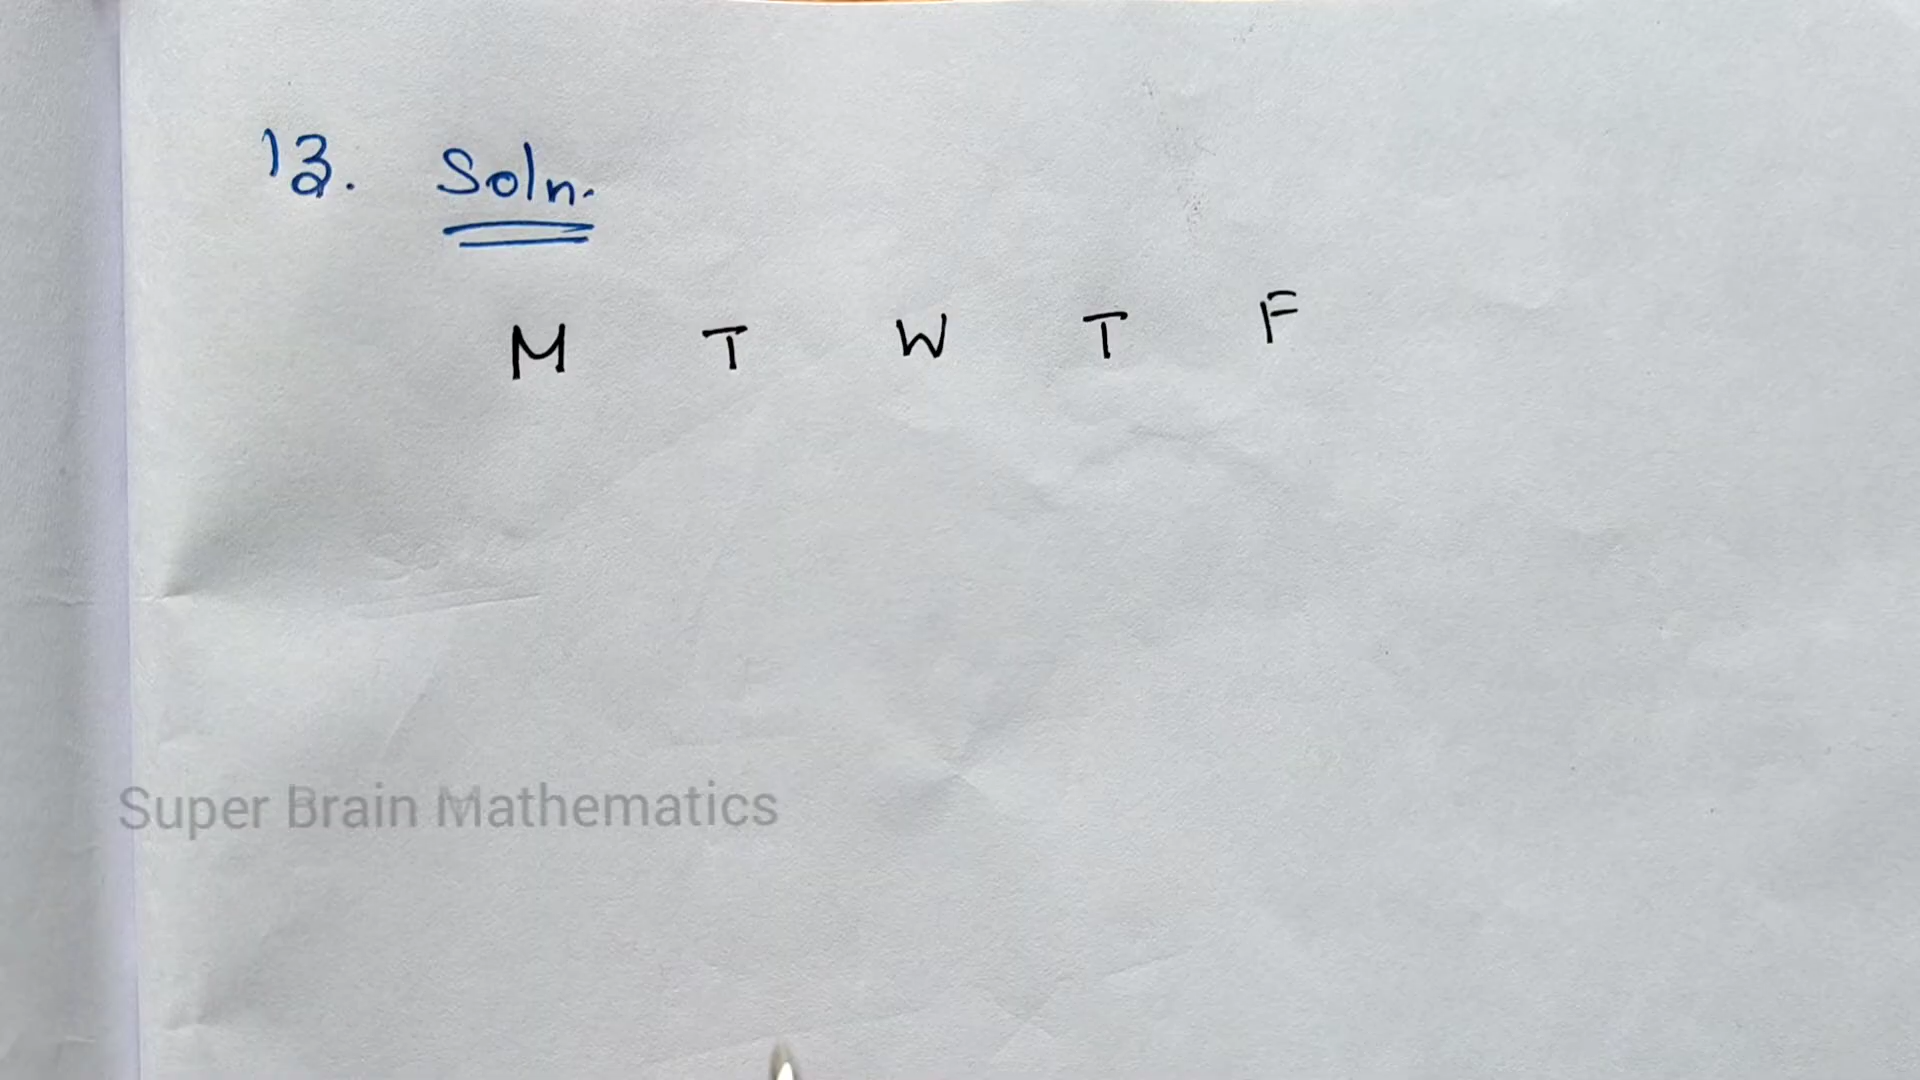 13. Soln.
M T W T F
Super Brain Mathematics